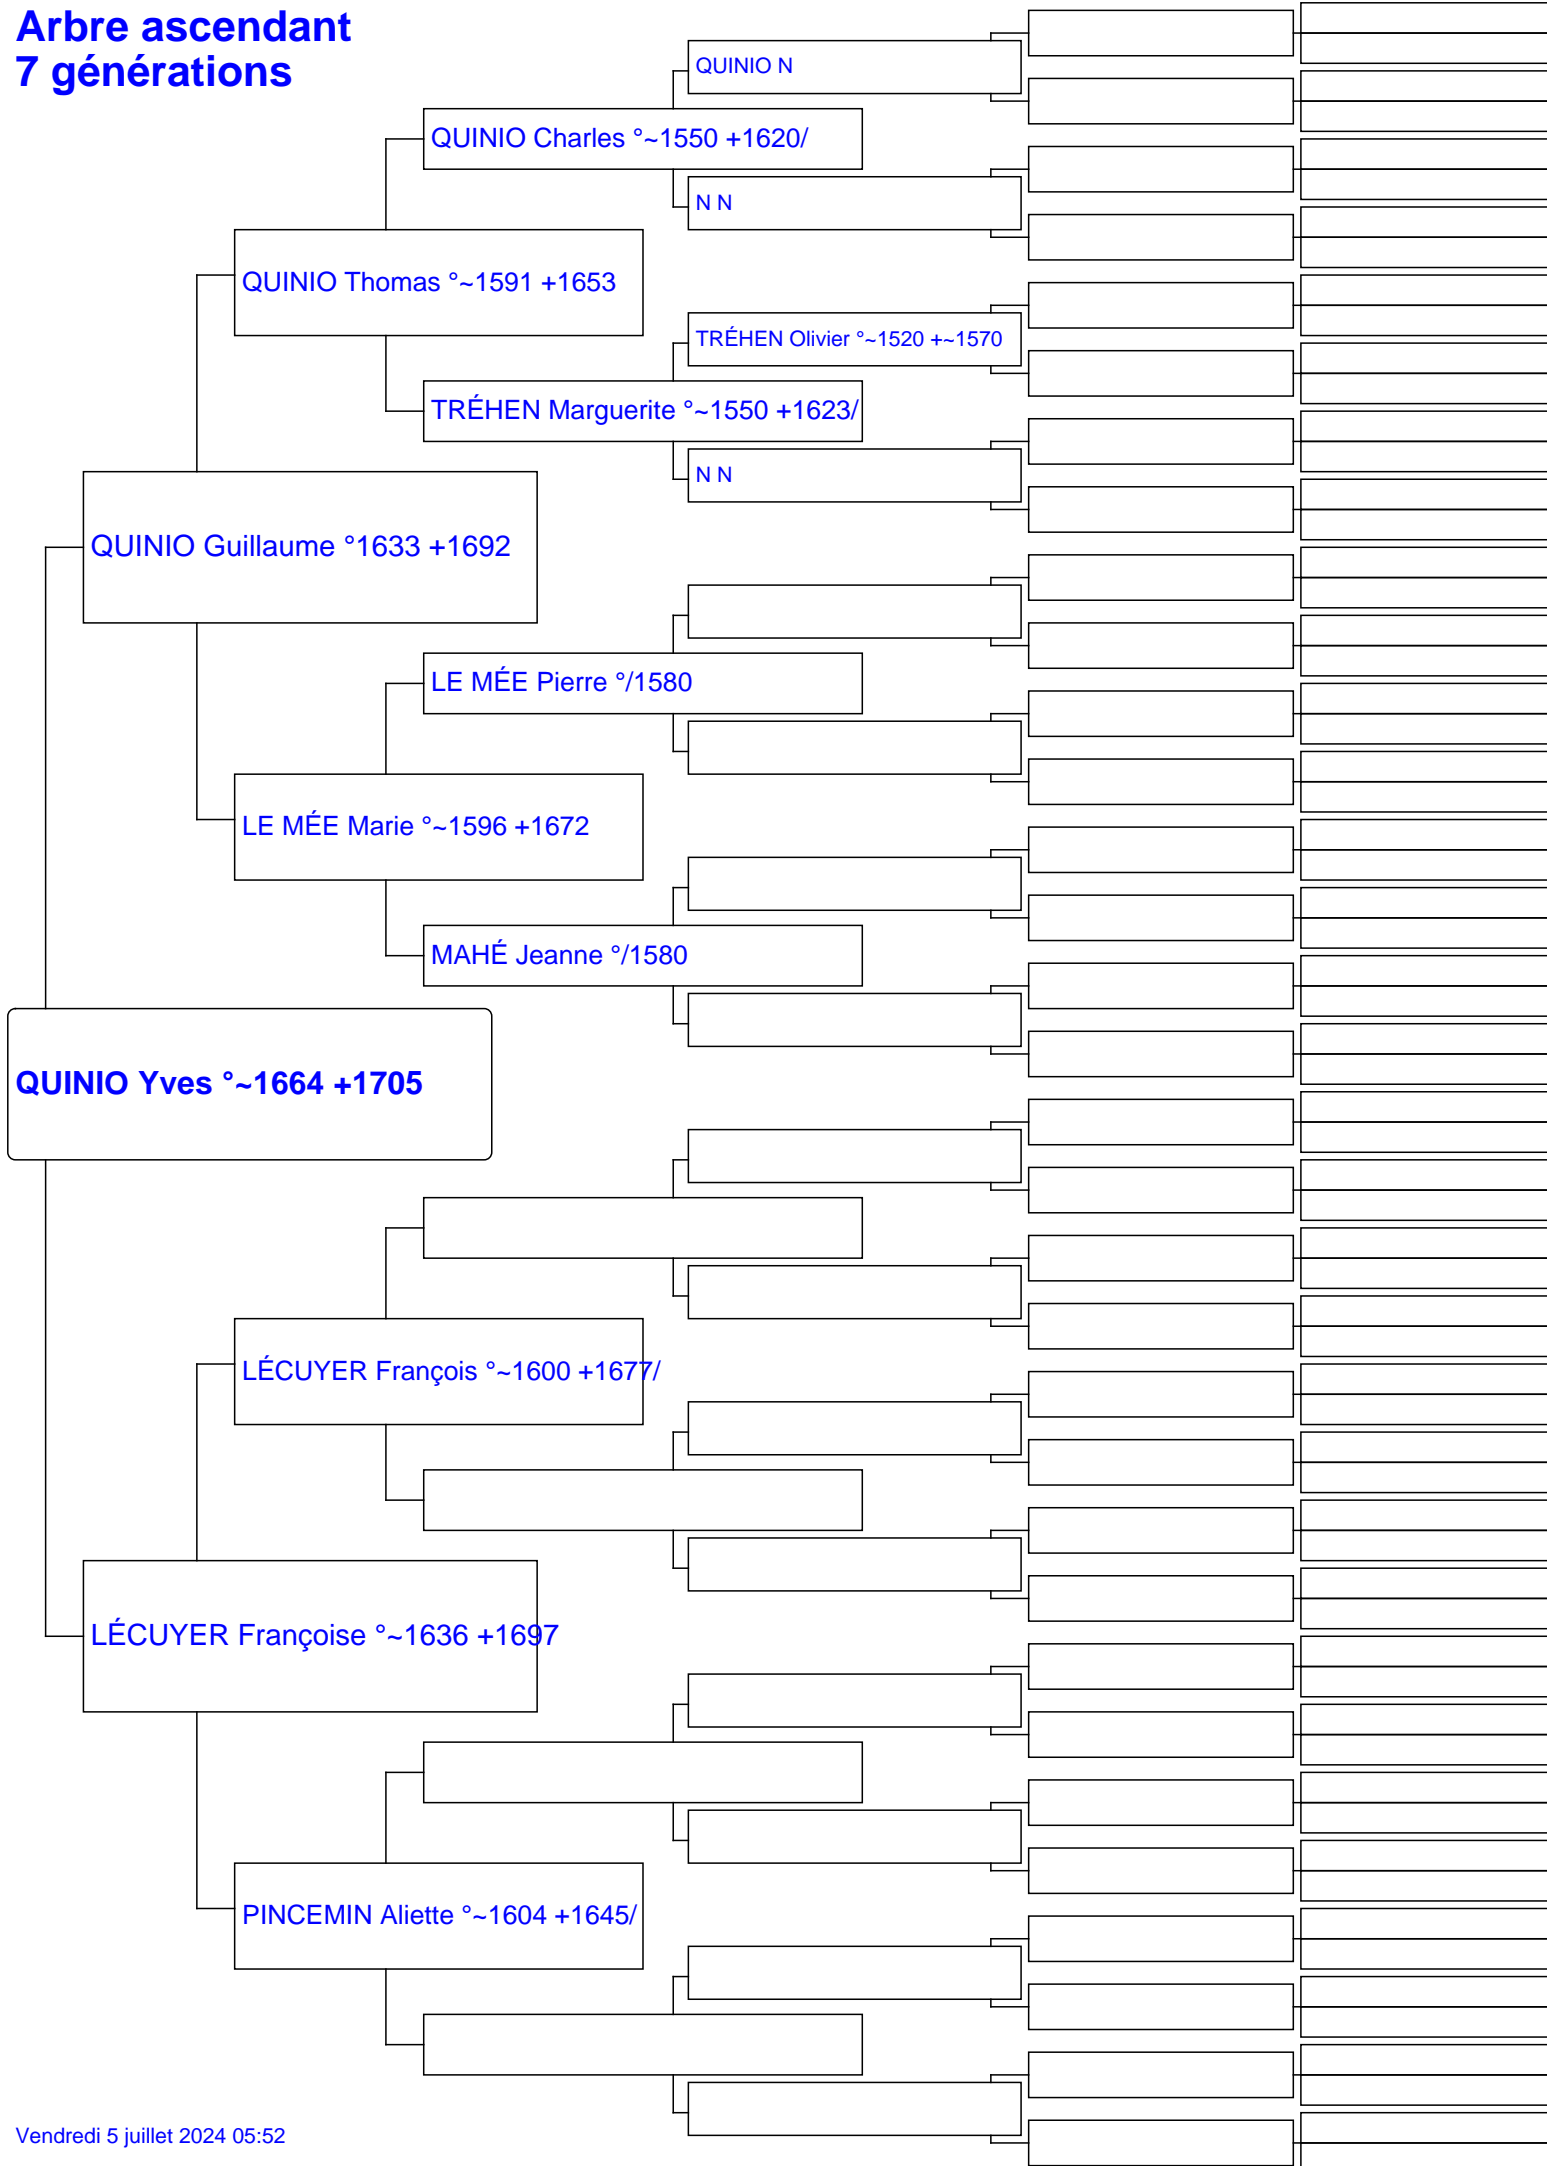 Arbre ascendant
7 générations
QUINIO N
QUINIO Charles °~1550 +1620/
N N
QUINIO Thomas °~1591 +1653
TRÉHEN Olivier °~1520 +~1570
TRÉHEN Marguerite °~1550 +1623/
N N
QUINIO Guillaume °1633 +1692
LE MÉE Pierre °/1580
LE MÉE Marie °~1596 +1672
MAHÉ Jeanne °/1580
QUINIO Yves °~1664 +1705
LÉCUYER François °~1600 +1677/
LÉCUYER Françoise °~1636 +1697
PINCEMIN Aliette °~1604 +1645/
Vendredi 5 juillet 2024 05:52